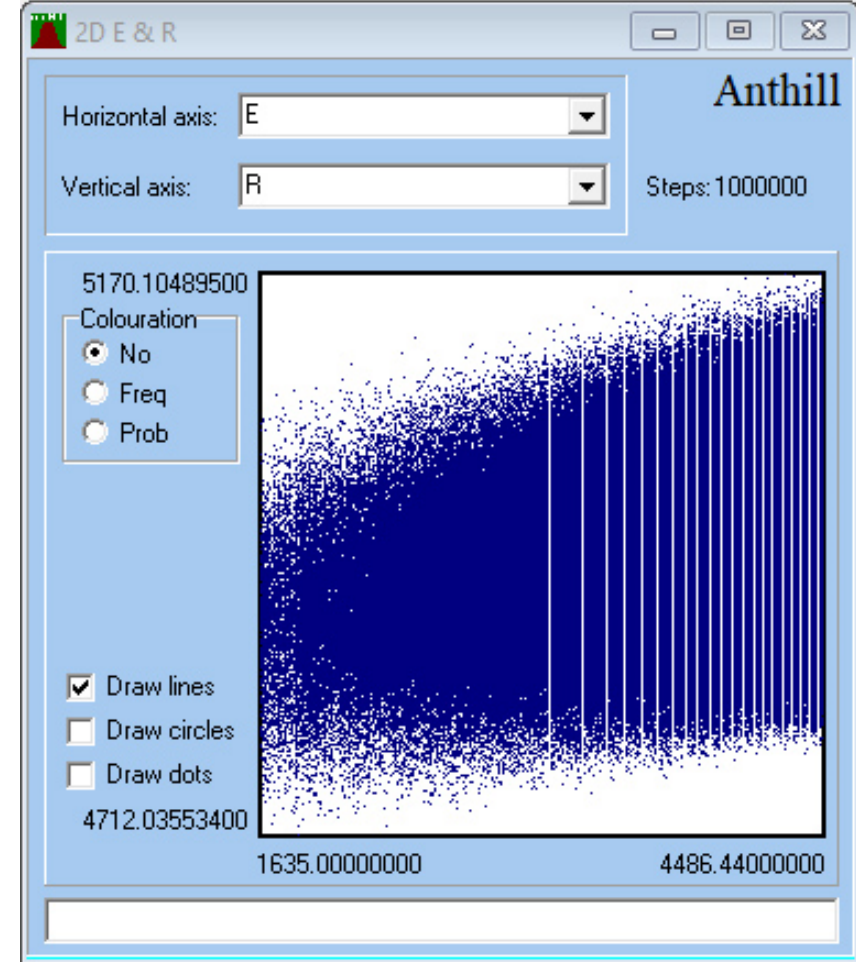 2D E & R
Anthill
Horizontal axis: E
Vertical axis: R
Steps: 1000000
5170.10489500
Colouration
No
Freq
Prob
Draw lines
Draw circles
Draw dots
4712.03553400
1635.00000000 4486.44000000